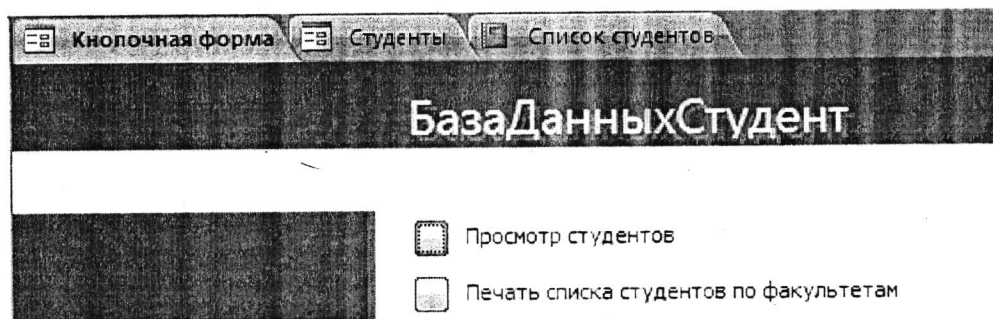 Кнопочная форма Студенты Список студентов
БазаДанныхСтудент
Просмотр студентов
Печать списка студентов по факультетам